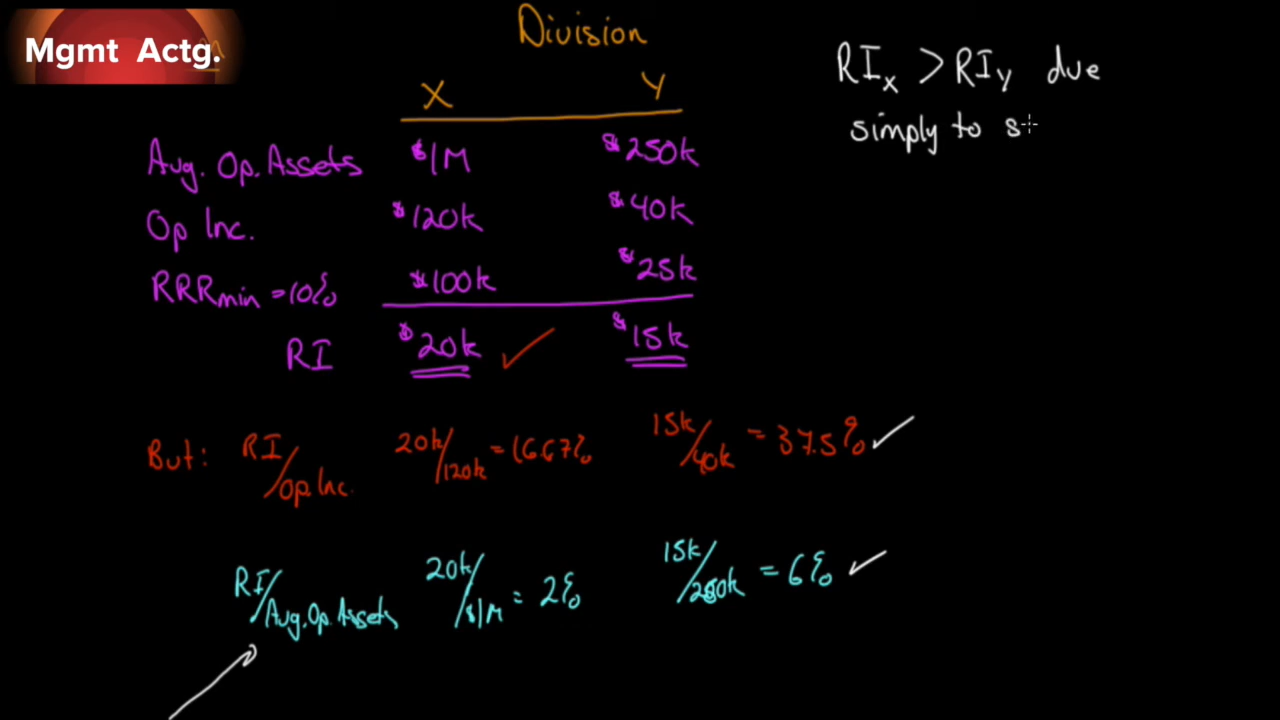 Mgmt Actg.
Division
X Y
Avg. Op. Assets $1M $250k
Op Inc. $120k $40k
RRRmin = 10% $100k $25k
RI $20k $15k
But: RI/Op. Inc. 20k/120k = 16.67% 15k/40k = 37.5%
RI/Avg. Op. Assets 20k/$1M = 2% 15k/250k = 6%
RIx > RIY due
simply to s